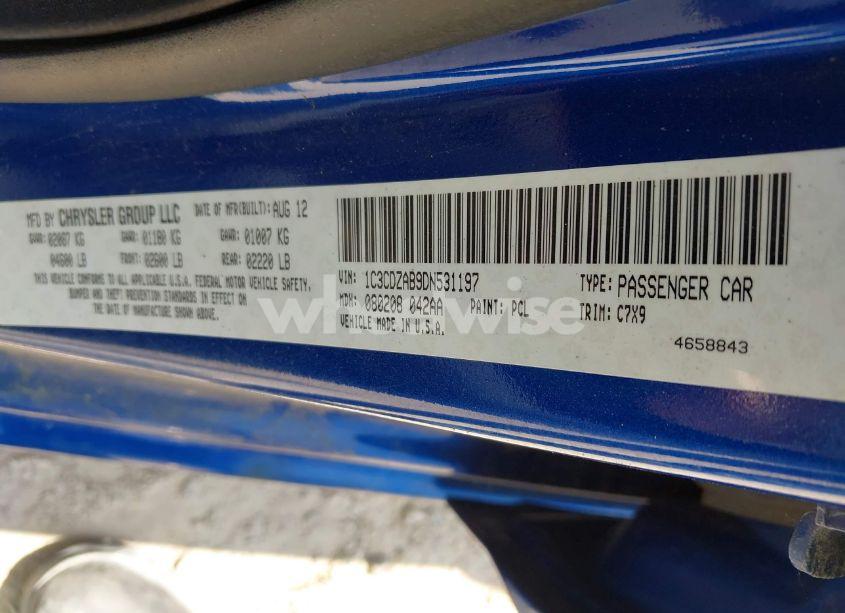 MFD BY CHRYSLER GROUP LLC DATE OF MFR(BUILT): AUG 12
GVWR: 02087 KG GAWR: 01180 KG GAWR: 01007 KG
04600 LB FRONT: 02600 LB REAR: 02220 LB
THIS VEHICLE CONFORMS TO ALL APPLICABLE U.S.A. FEDERAL MOTOR VEHICLE SAFETY,
BUMPER AND THEFT PREVENTION STANDARDS IN EFFECT ON
THE DATE OF MANUFACTURE SHOWN ABOVE.
VIN: 1C3CDZAB9DN531197 TYPE: PASSENGER CAR
MDH: 080208 042AA PAINT: PCL TRIM: C7X9
VEHICLE MADE IN U.S.A.
4658843